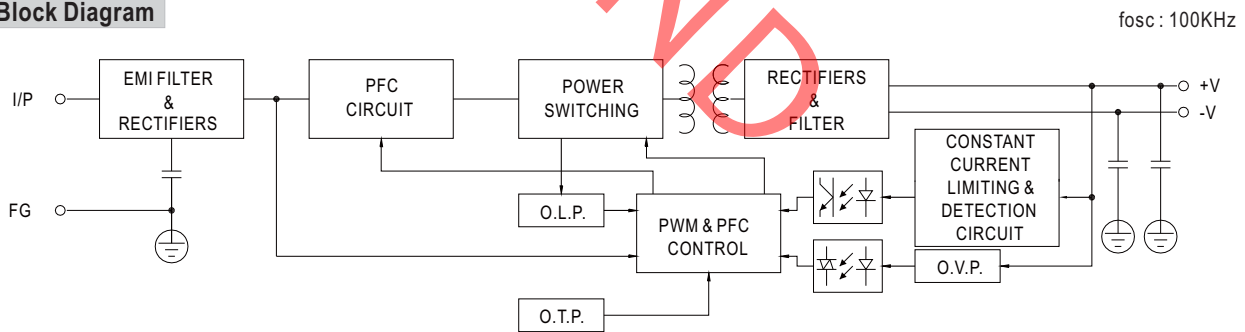 Block Diagram
fosc : 100KHz
I/P
EMI FILTER
&
RECTIFIERS
PFC
CIRCUIT
POWER
SWITCHING
RECTIFIERS
&
FILTER
+V
-V
CONSTANT
CURRENT
LIMITING &
DETECTION
CIRCUIT
FG
O.L.P.
PWM & PFC
CONTROL
O.V.P.
O.T.P.
ND